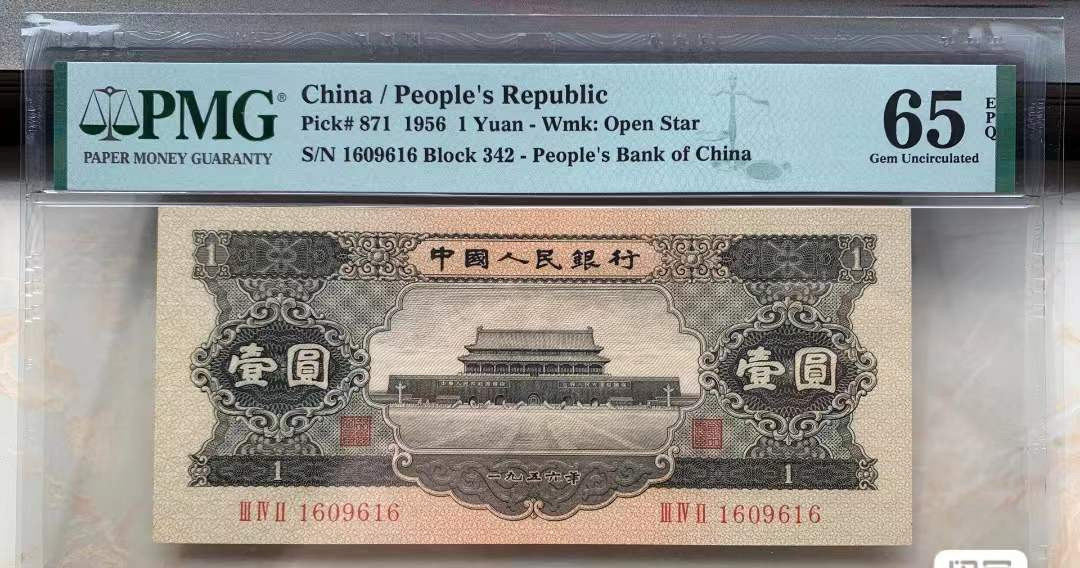 PMG®
PAPER MONEY GUARANTY
China / People's Republic
Pick# 871 1956 1 Yuan - Wmk: Open Star
S/N 1609616 Block 342 - People's Bank of China
65 EPQ
Gem Uncirculated
1 中國人民銀行 1
壹圓 壹圓
1 一九五六年 1
ⅢⅣⅡ 1609616 ⅢⅣⅡ 1609616